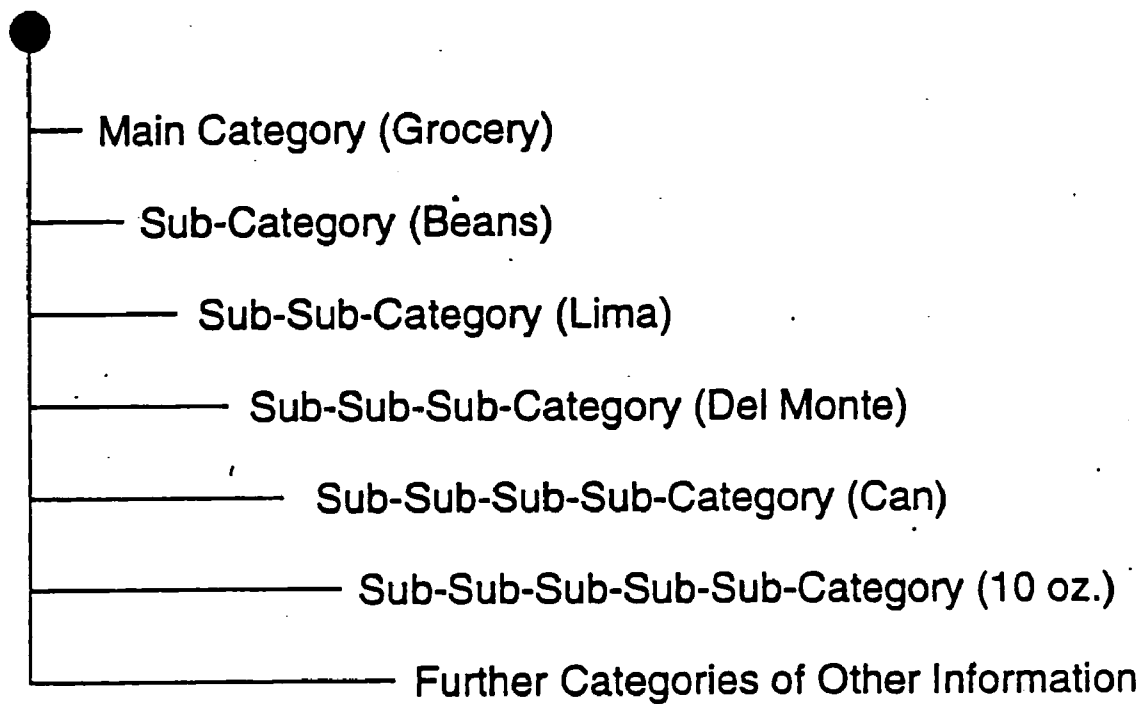 Main Category (Grocery)
Sub-Category (Beans)
Sub-Sub-Category (Lima)
Sub-Sub-Sub-Category (Del Monte)
Sub-Sub-Sub-Sub-Category (Can)
Sub-Sub-Sub-Sub-Sub-Category (10 oz.)
Further Categories of Other Information